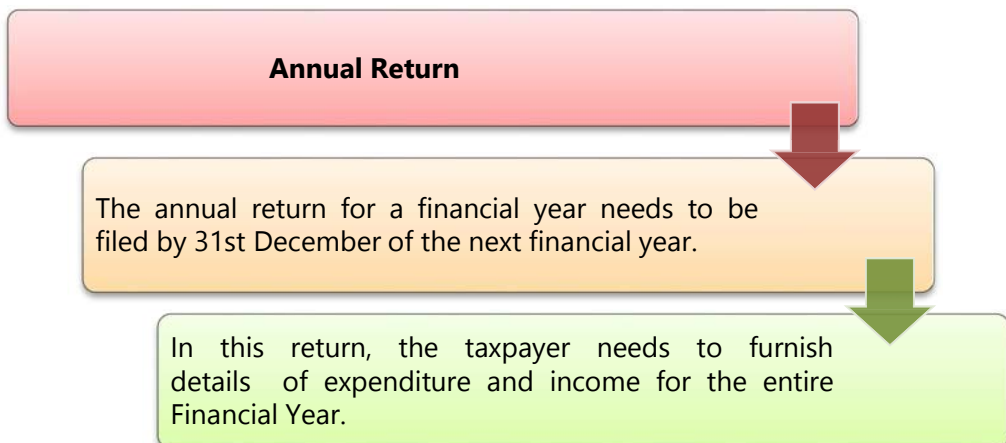 Annual Return
The annual return for a financial year needs to be
filed by 31st December of the next financial year.
In this return, the taxpayer needs to furnish
details of expenditure and income for the entire
Financial Year.